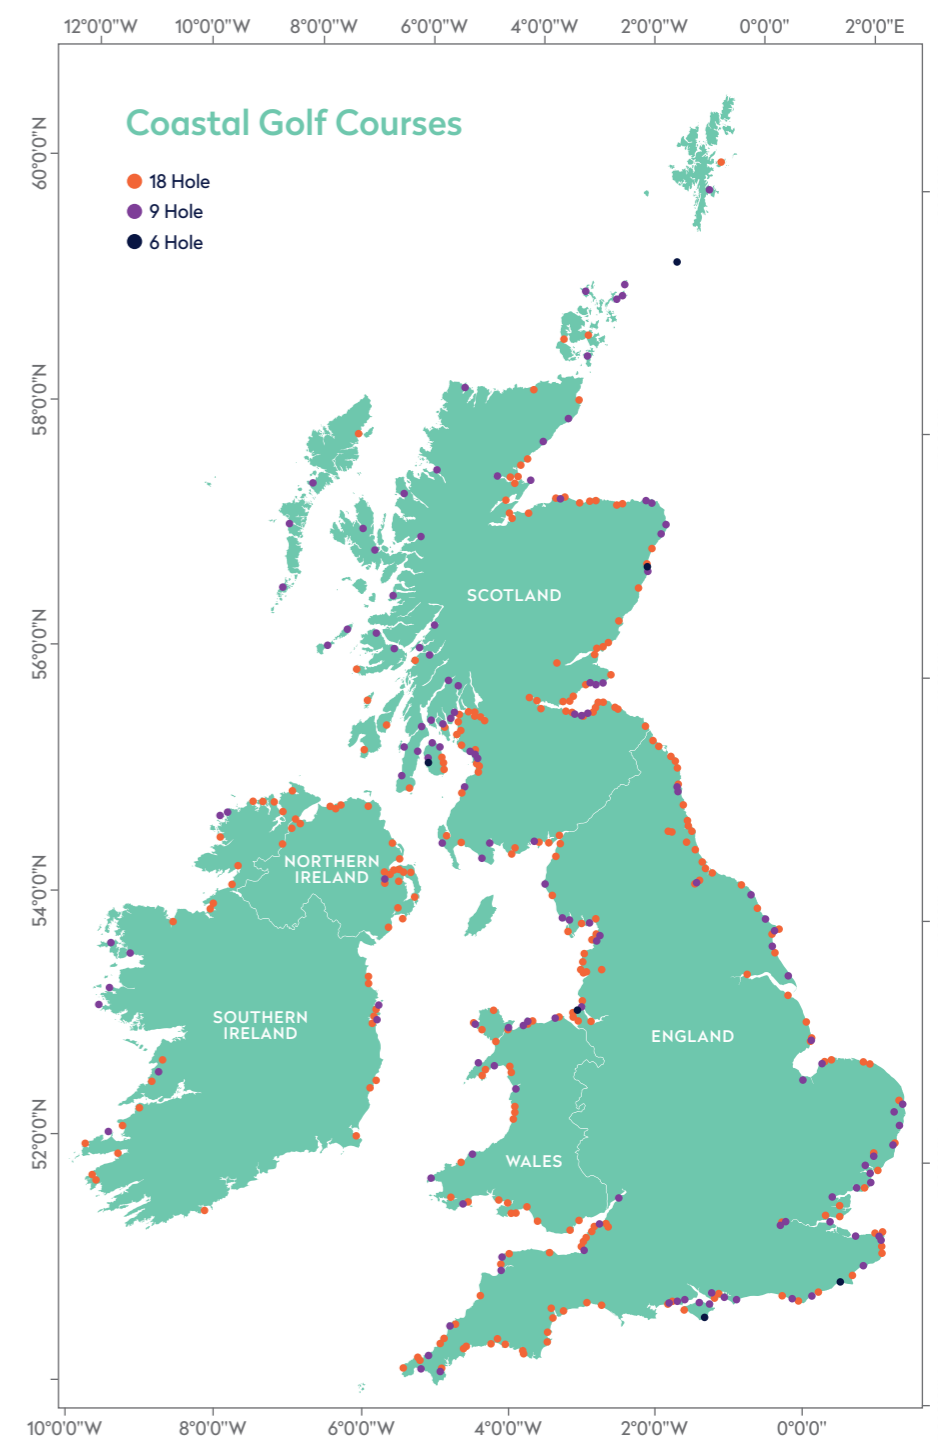 12°0'0"W 10°0'0"W 8°0'0"W 6°0'0"W 4°0'0"W 2°0'0"W 0°0'0" 2°0'0"E
Coastal Golf Courses
18 Hole
9 Hole
6 Hole
60°0'0"N
58°0'0"N
SCOTLAND
56°0'0"N
NORTHERN
IRELAND
54°0'0"N
SOUTHERN
IRELAND
ENGLAND
52°0'0"N
WALES
10°0'0"W 8°0'0"W 6°0'0"W 4°0'0"W 2°0'0"W 0°0'0"